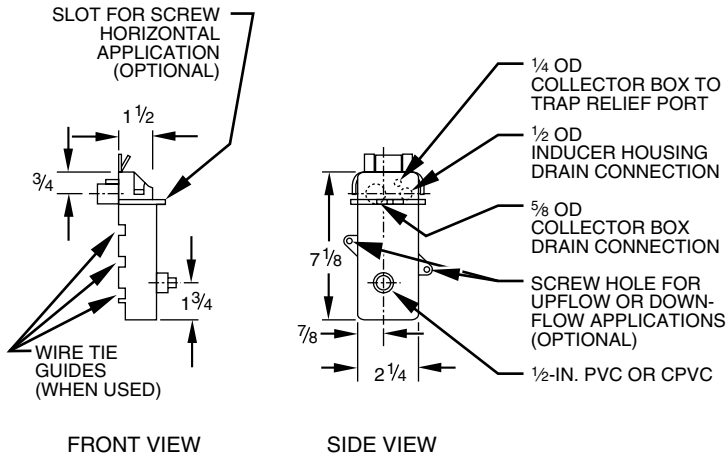 SLOT FOR SCREW
HORIZONTAL
APPLICATION
(OPTIONAL)
1 1/2
3/4
1 3/4
WIRE TIE
GUIDES
(WHEN USED)
FRONT VIEW
1/4 OD
COLLECTOR BOX TO
TRAP RELIEF PORT
1/2 OD
INDUCER HOUSING
DRAIN CONNECTION
5/8 OD
COLLECTOR BOX
DRAIN CONNECTION
7 1/8
SCREW HOLE FOR
UPFLOW OR DOWN-
FLOW APPLICATIONS
(OPTIONAL)
7/8
1/2-IN. PVC OR CPVC
2 1/4
SIDE VIEW